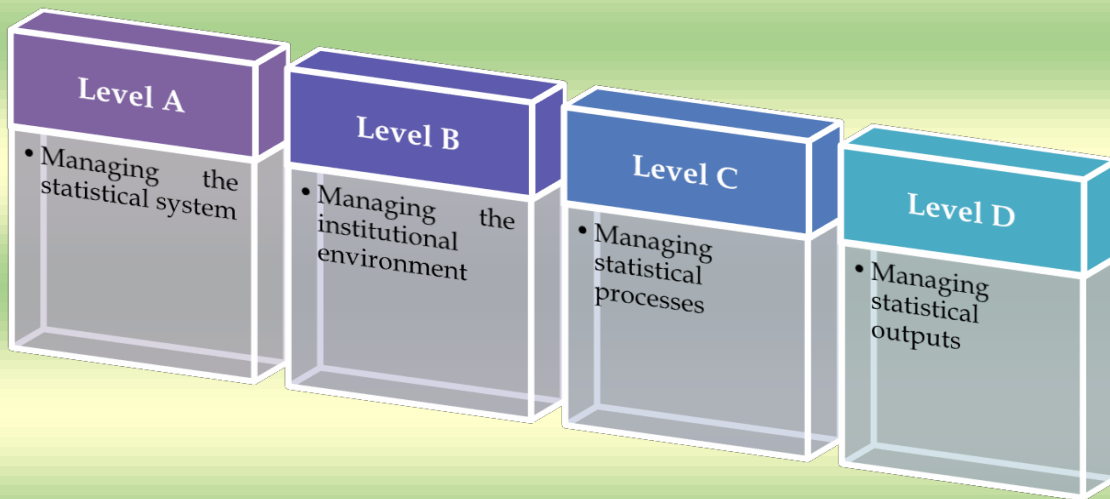 Level A
• Managing the
statistical system
Level B
• Managing the
institutional
environment
Level C
• Managing
statistical
processes
Level D
• Managing
statistical
outputs